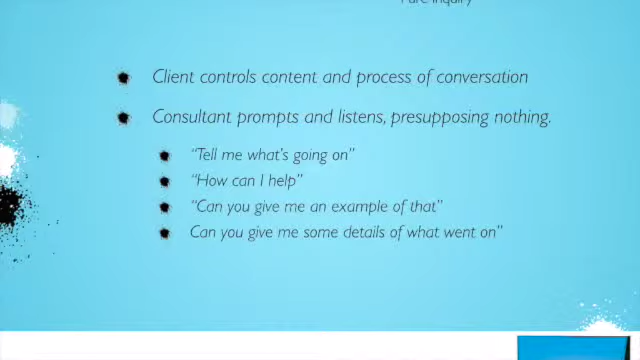 Pure Inquiry
Client controls content and process of conversation
Consultant prompts and listens, presupposing nothing.
“Tell me what’s going on”
“How can I help”
“Can you give me an example of that”
Can you give me some details of what went on”